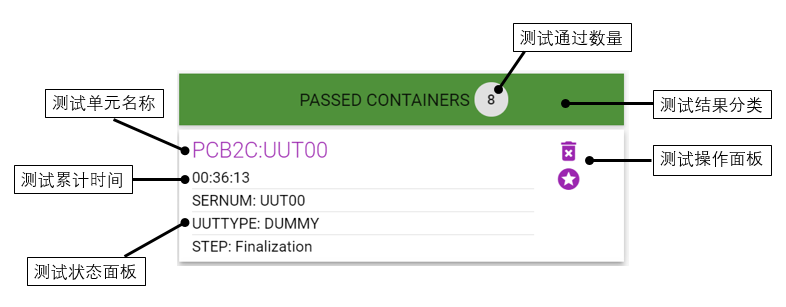 测试通过数量
PASSED CONTAINERS 8
测试结果分类
测试单元名称
PCB2C:UUT00
测试操作面板
测试累计时间
00:36:13
SERNUM: UUT00
UUTTYPE: DUMMY
STEP: Finalization
测试状态面板